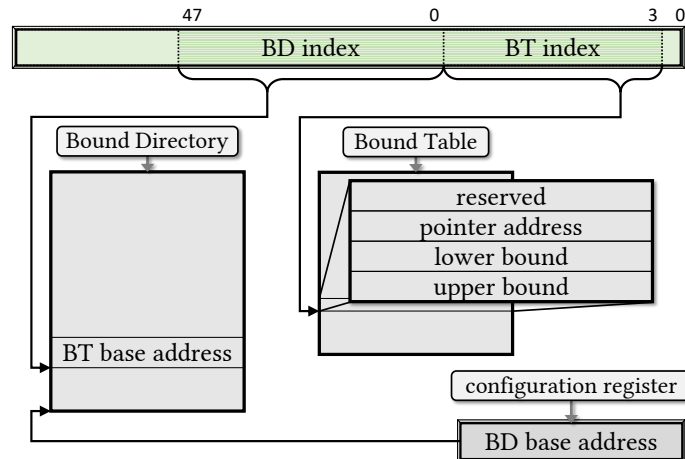 47 0 3 0
BD index BT index
Bound Directory Bound Table
reserved
pointer address
lower bound
upper bound
BT base address
configuration register
BD base address